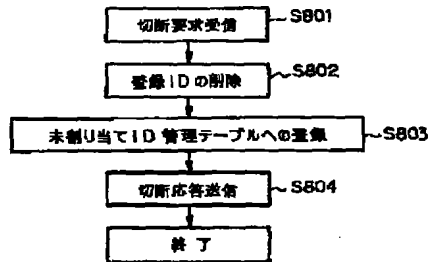 切断要求受信
S801
登録IDの削除
S802
未割り当てID管理テーブルへの登録
S803
切断応答送信
S804
終了